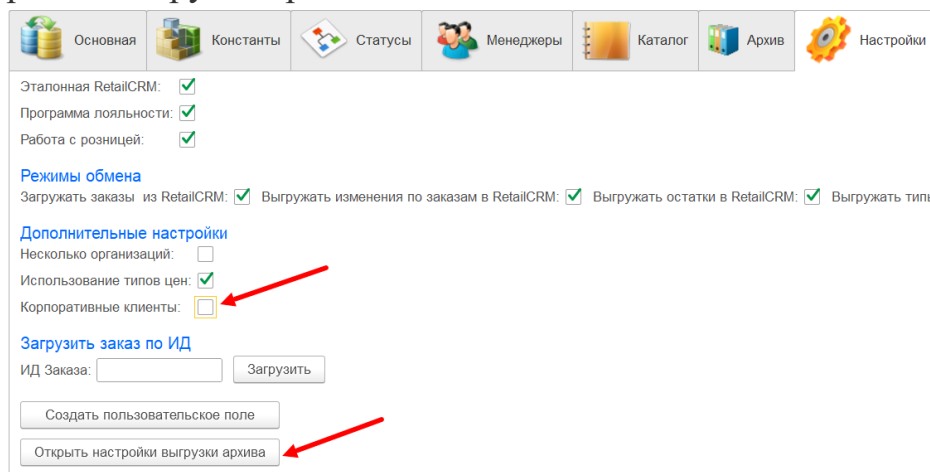 Основная Константы Статусы Менеджеры Каталог Архив Настройки
Эталонная RetailCRM:
Программа лояльности:
Работа с розницей:
Режимы обмена
Загружать заказы из RetailCRM: Выгружать изменения по заказам в RetailCRM: Выгружать остатки в RetailCRM: Выгружать
Дополнительные настройки
Несколько организаций:
Использование типов цен:
Корпоративные клиенты:
Загрузить заказ по ИД
ИД Заказа: Загрузить
Создать пользовательское поле
Открыть настройки выгрузки архива